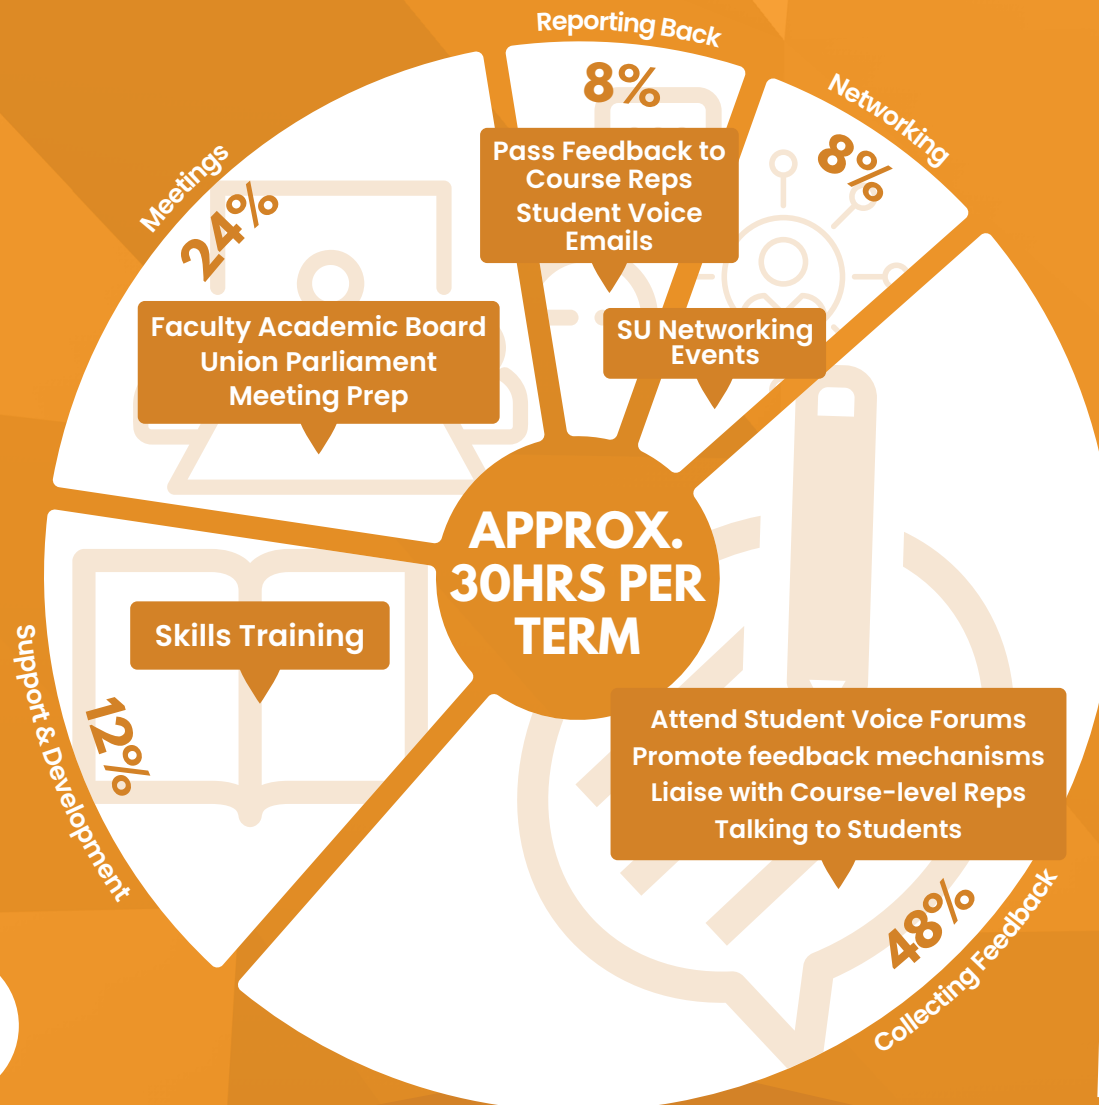 Reporting Back
8%
Pass Feedback to
Course Reps
Student Voice
Emails
Networking
8%
SU Networking
Events
Meetings
24%
Faculty Academic Board
Union Parliament
Meeting Prep
APPROX.
30HRS PER
TERM
Skills Training
12%
Support & Development
Attend Student Voice Forums
Promote feedback mechanisms
Liaise with Course-level Reps
Talking to Students
48%
Collecting Feedback